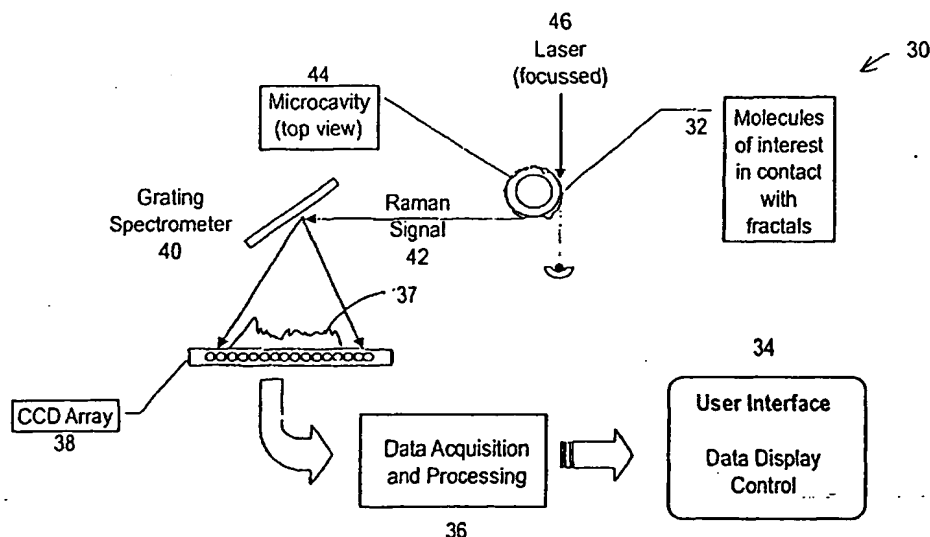 46
Laser
(focussed)
30
44
Microcavity
(top view)
32
Molecules
of interest
in contact
with
fractals
Grating
Spectrometer
40
Raman
Signal
42
37
CCD Array
38
Data Acquisition
and Processing
36
34
User Interface
Data Display
Control